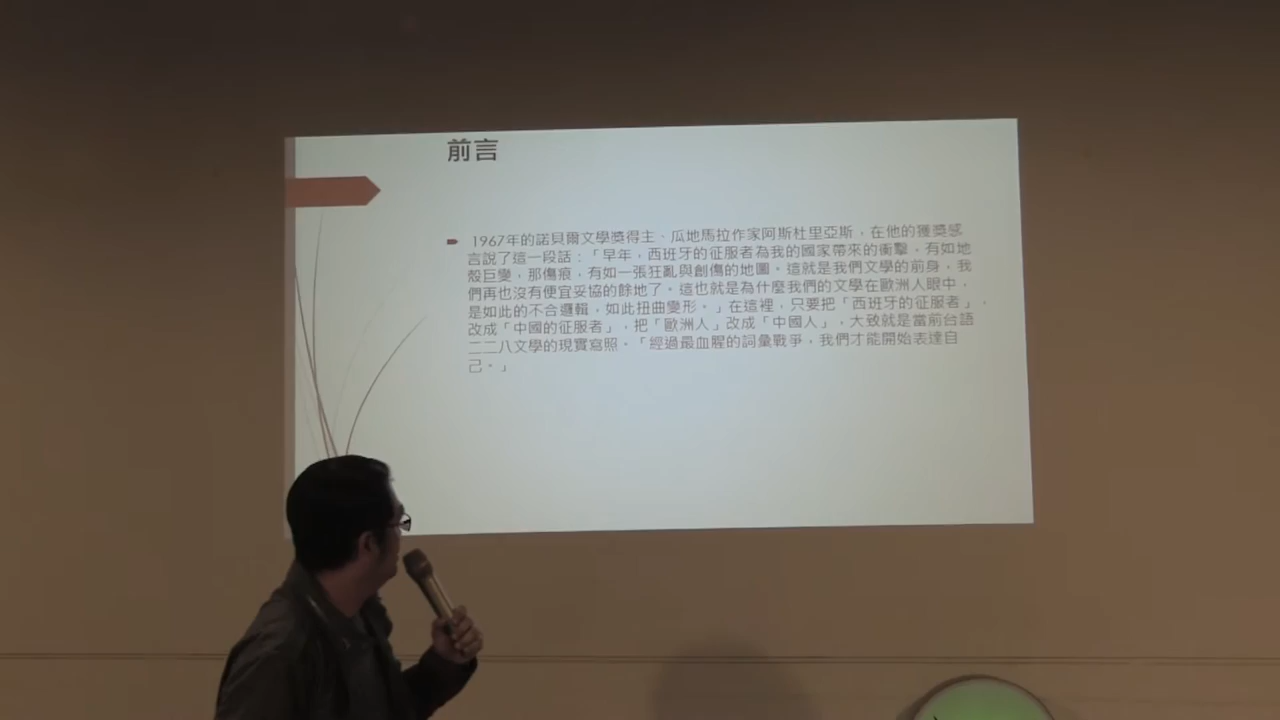 前言
1967年的諾貝爾文學獎得主、瓜地馬拉作家阿斯杜里亞斯，在他的獲獎感
言說了這一段話：「早年，西班牙的征服者為我的國家帶來的衝擊，有如地
殼巨變，那傷痕，有如一張狂亂與創傷的地圖。這就是我們文學的前身，我
們再也沒有便宜妥協的餘地了。這也就是為什麼我們的文學在歐洲人眼中，
是如此的不合邏輯，如此扭曲變形。」在這裡，只要把「西班牙的征服者」，
改成「中國的征服者」，把「歐洲人」改成「中國人」，大致就是當前台語
二二八文學的現實寫照。「經過最血腥的詞彙戰爭，我們才能開始表達自
己。」